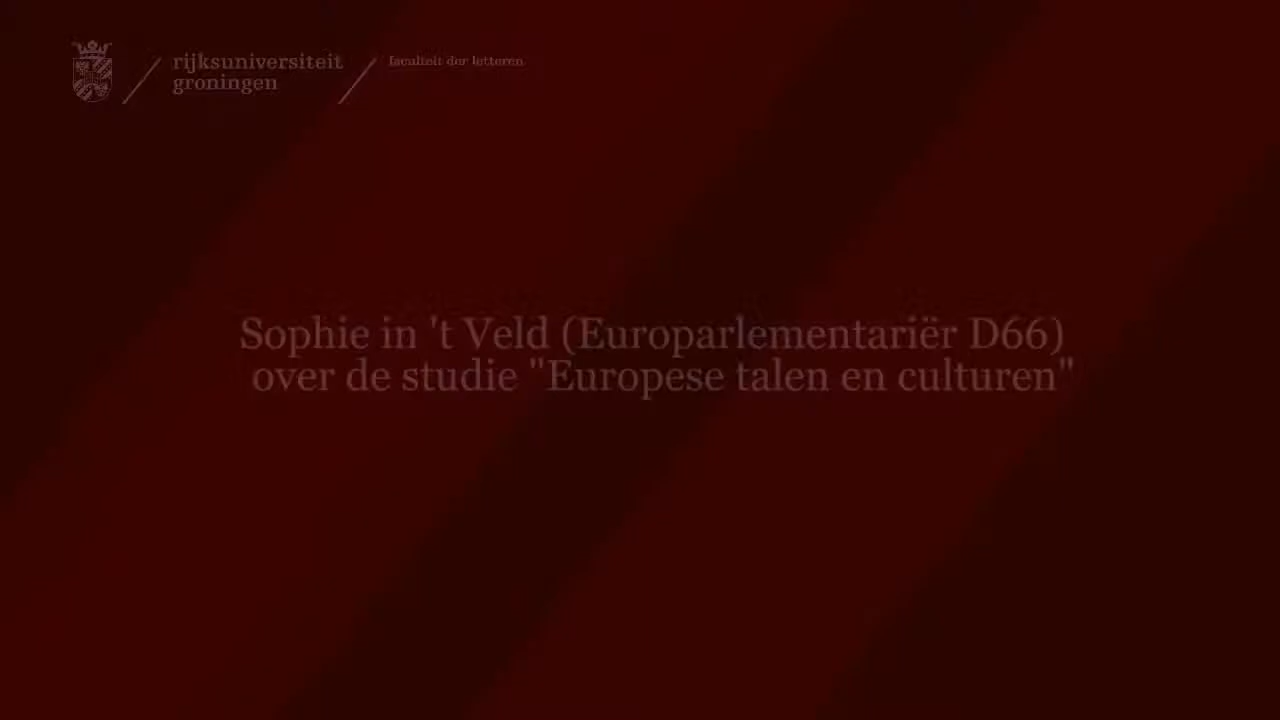 rijksuniversiteit
groningen
faculteit der letteren
Sophie in 't Veld (Europarlementariër D66)
over de studie "Europese talen en culturen"